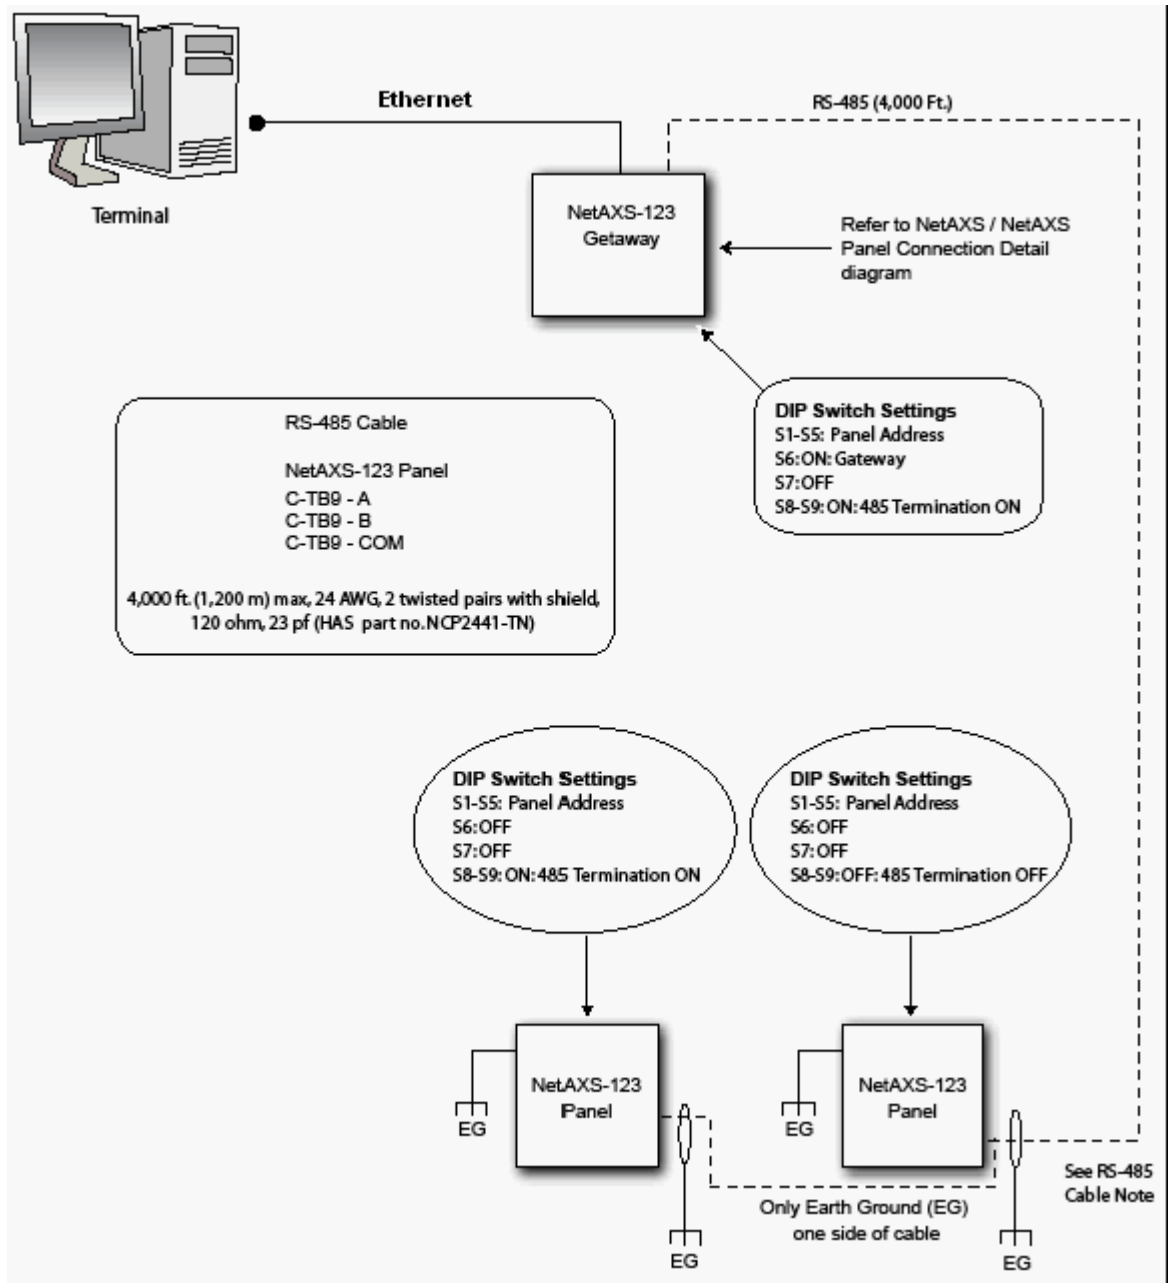 Ethernet
RS-485 (4,000 Ft.)
Terminal
NetAXS-123
Getaway
Refer to NetAXS / NetAXS
Panel Connection Detail
diagram
DIP Switch Settings
S1-S5: Panel Address
S6:ON: Gateway
S7:OFF
S8-S9:ON: 485 Termination ON
RS-485 Cable
NetAXS-123 Panel
C-TB9 - A
C-TB9 - B
C-TB9 - COM
4,000 ft. (1,200 m) max, 24 AWG, 2 twisted pairs with shield,
120 ohm, 23 pf (HAS part no. NCP2441-TN)
DIP Switch Settings
S1-S5: Panel Address
S6:OFF
S7:OFF
S8-S9:ON: 485 Termination ON
DIP Switch Settings
S1-S5: Panel Address
S6:OFF
S7:OFF
S8-S9:OFF: 485 Termination OFF
NetAXS-123
Panel
EG
EG
NetAXS-123
Panel
EG
EG
See RS-485
Cable Note
Only Earth Ground (EG)
one side of cable